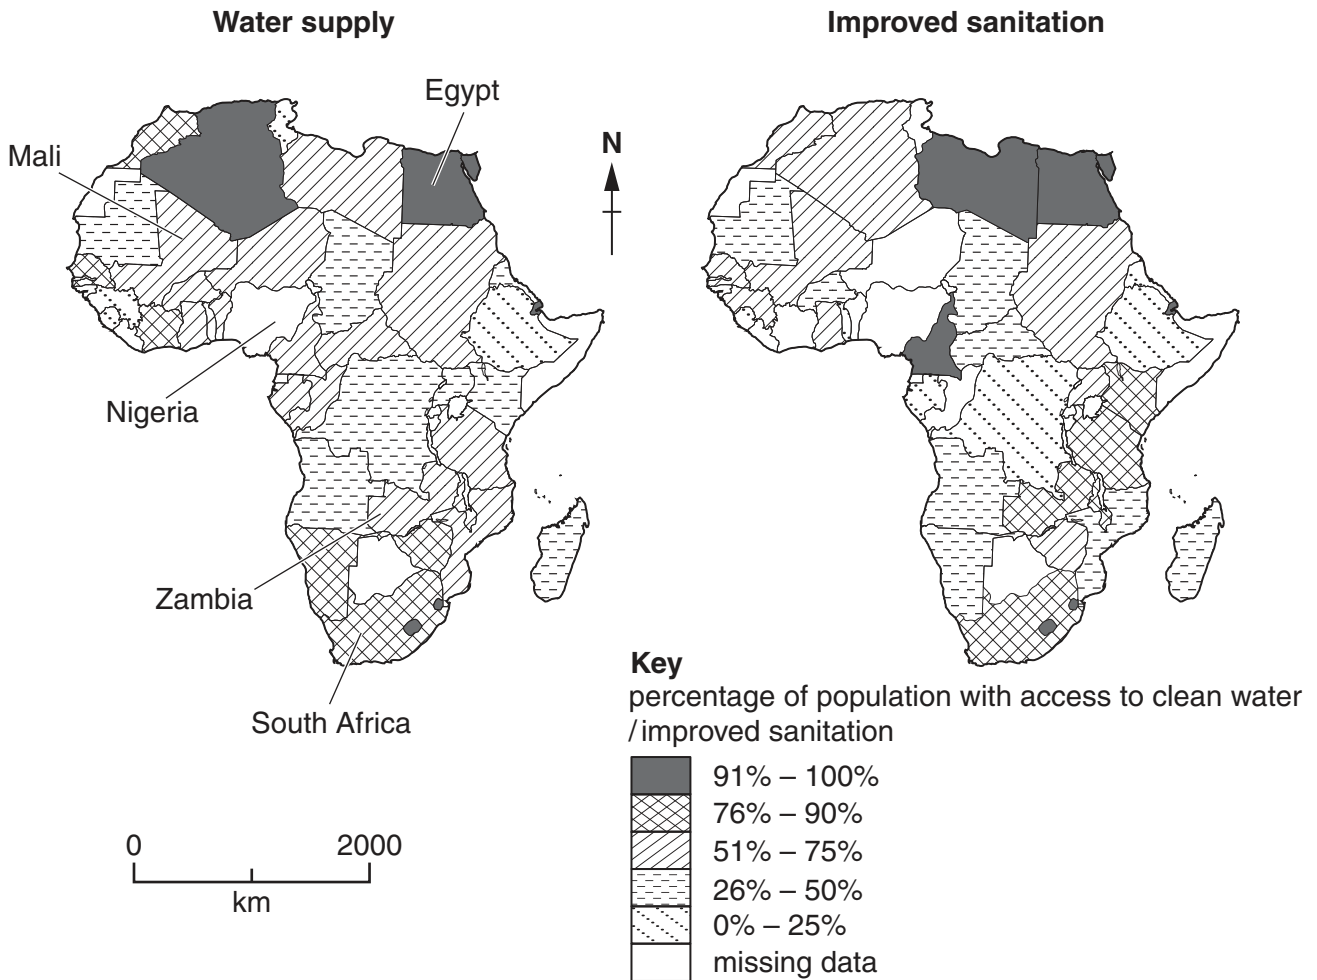 Water supply
Improved sanitation
Egypt
Mali
N
Nigeria
Zambia
South Africa
Key
percentage of population with access to clean water
/improved sanitation
91% – 100%
76% – 90%
51% – 75%
26% – 50%
0% – 25%
missing data
0 2000
km